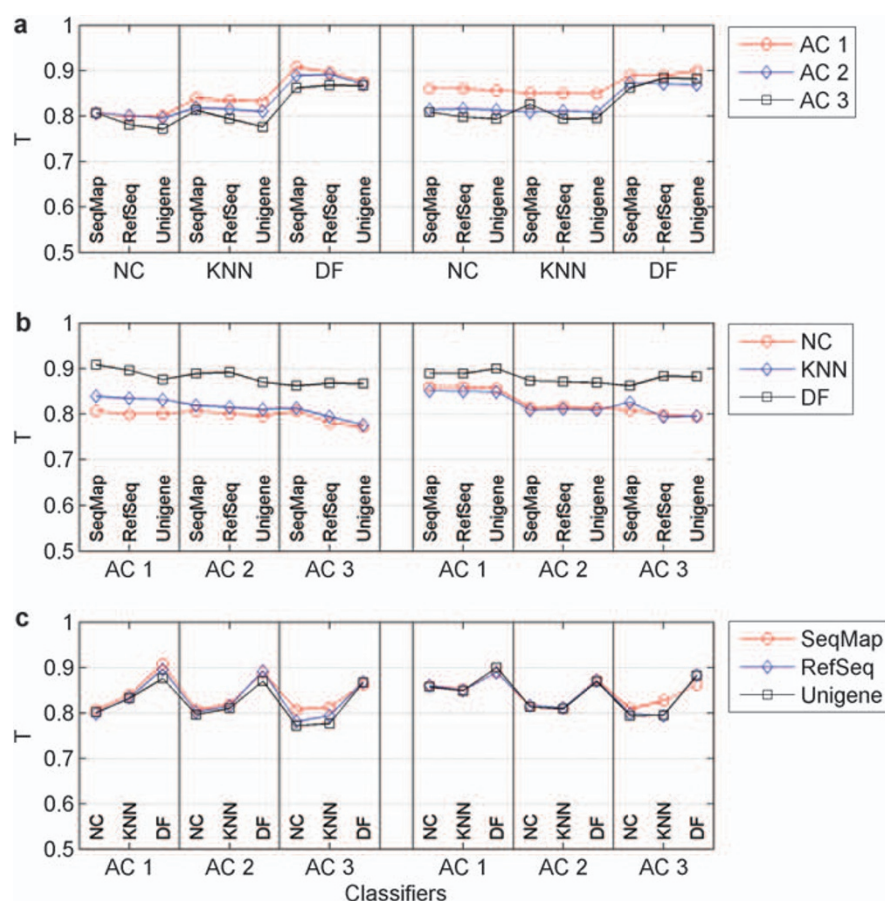 a
1
0.9
0.8
0.7
0.6
0.5
T
SeqMap RefSeq Unigene SeqMap RefSeq Unigene SeqMap RefSeq Unigene SeqMap RefSeq Unigene SeqMap RefSeq Unigene SeqMap RefSeq Unigene
NC KNN DF NC KNN DF
AC 1
AC 2
AC 3
b
1
0.9
0.8
0.7
0.6
0.5
T
SeqMap RefSeq Unigene SeqMap RefSeq Unigene SeqMap RefSeq Unigene SeqMap RefSeq Unigene SeqMap RefSeq Unigene SeqMap RefSeq Unigene
AC 1 AC 2 AC 3 AC 1 AC 2 AC 3
NC
KNN
DF
c
1
0.9
0.8
0.7
0.6
0.5
T
NC KNN DF NC KNN DF NC KNN DF NC KNN DF NC KNN DF NC KNN DF
AC 1 AC 2 AC 3 AC 1 AC 2 AC 3
Classifiers
SeqMap
RefSeq
Unigene